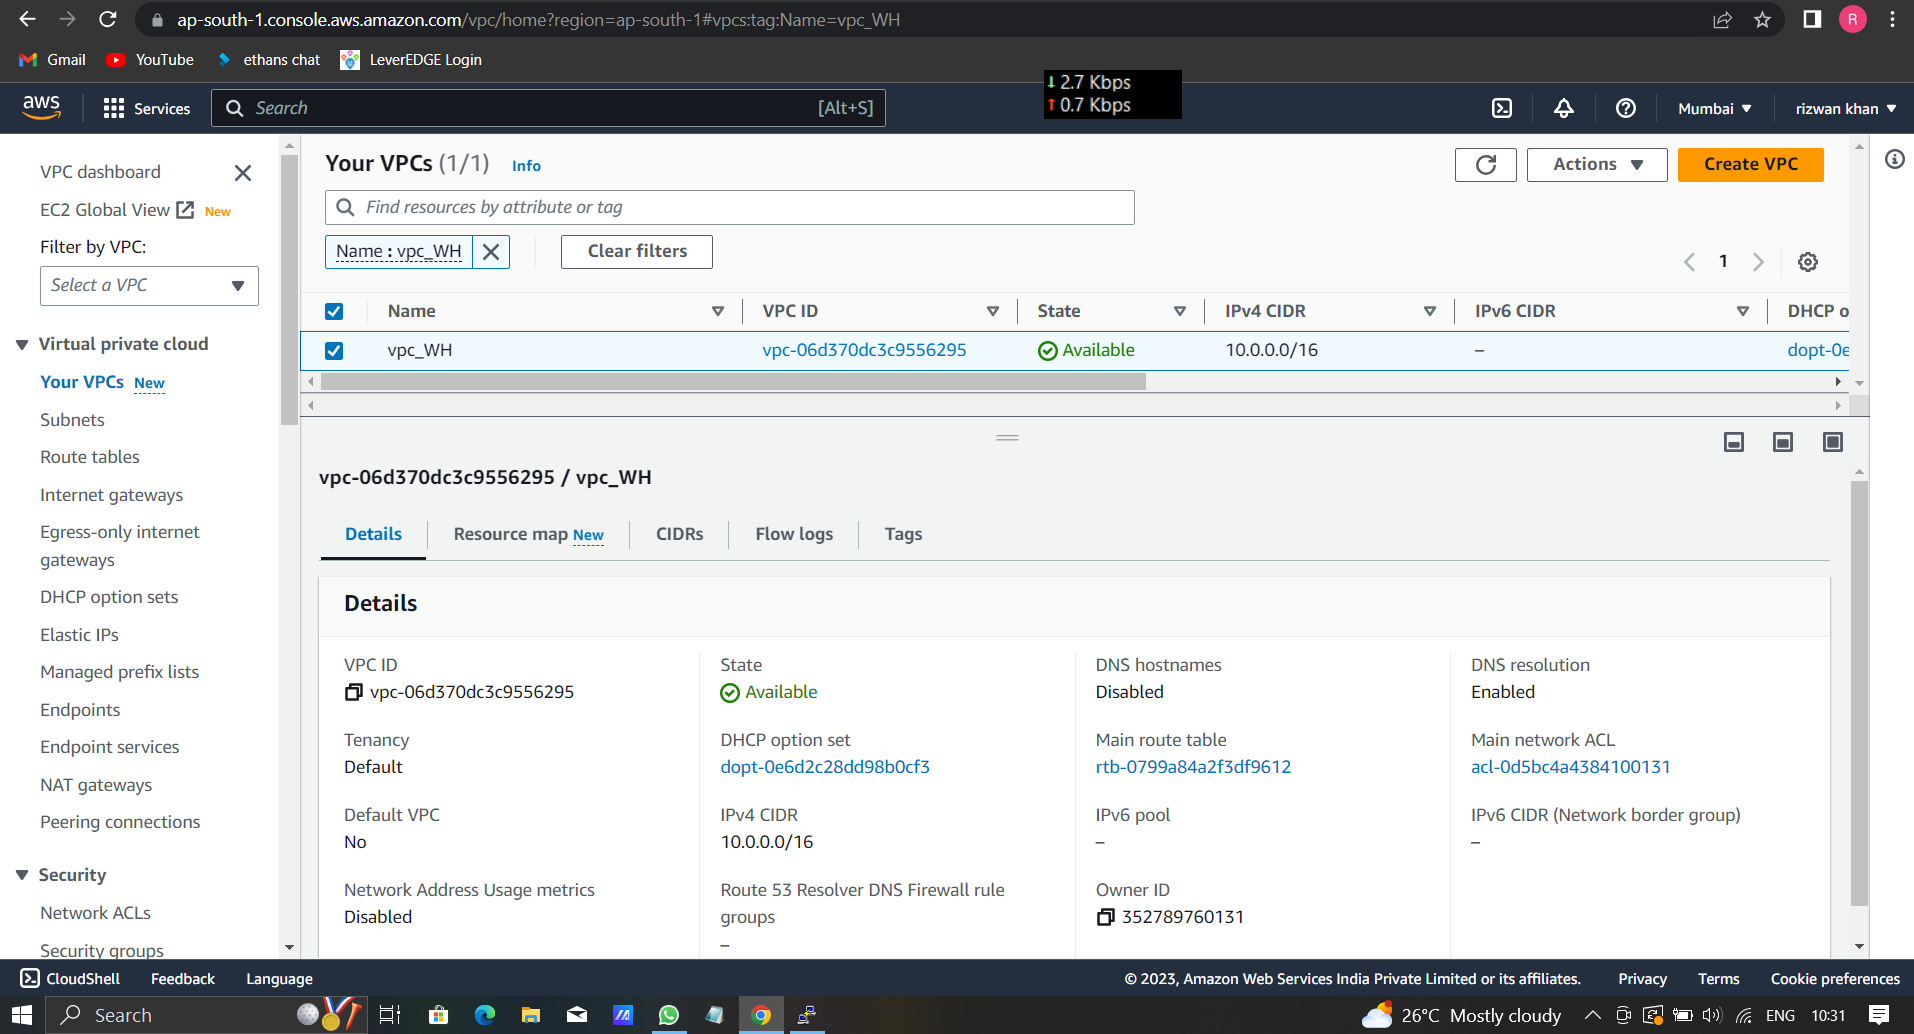 ap-south-1.console.aws.amazon.com/vpc/home?region=ap-south-1#vpcs:tag:Name=vpc_WH
R
Gmail YouTube ethans chat LeverEDGE Login
2.7 Kbps
0.7 Kbps
aws Services Search [Alt+S] Mumbai rizwan khan
VPC dashboard
EC2 Global View New
Filter by VPC:
Select a VPC
Virtual private cloud
Your VPCs New
Subnets
Route tables
Internet gateways
Egress-only internet
gateways
DHCP option sets
Elastic IPs
Managed prefix lists
Endpoints
Endpoint services
NAT gateways
Peering connections
Security
Network ACLs
Security groups
Your VPCs (1/1) Info
Actions Create VPC
Find resources by attribute or tag
Name : vpc_WH Clear filters
1
Name VPC ID State IPv4 CIDR IPv6 CIDR DHCP o
vpc_WH vpc-06d370dc3c9556295 Available 10.0.0.0/16 – dopt-0e
vpc-06d370dc3c9556295 / vpc_WH
Details Resource map New CIDRs Flow logs Tags
Details
VPC ID State DNS hostnames DNS resolution
vpc-06d370dc3c9556295 Available Disabled Enabled
Tenancy DHCP option set Main route table Main network ACL
Default dopt-0e6d2c28dd98b0cf3 rtb-0799a84a2f3df9612 acl-0d5bc4a4384100131
Default VPC IPv4 CIDR IPv6 pool IPv6 CIDR (Network border group)
No 10.0.0.0/16 – –
Network Address Usage metrics Route 53 Resolver DNS Firewall rule Owner ID
Disabled groups 352789760131
–
CloudShell Feedback Language © 2023, Amazon Web Services India Private Limited or its affiliates. Privacy Terms Cookie preferences
Search 26°C Mostly cloudy ENG 10:31